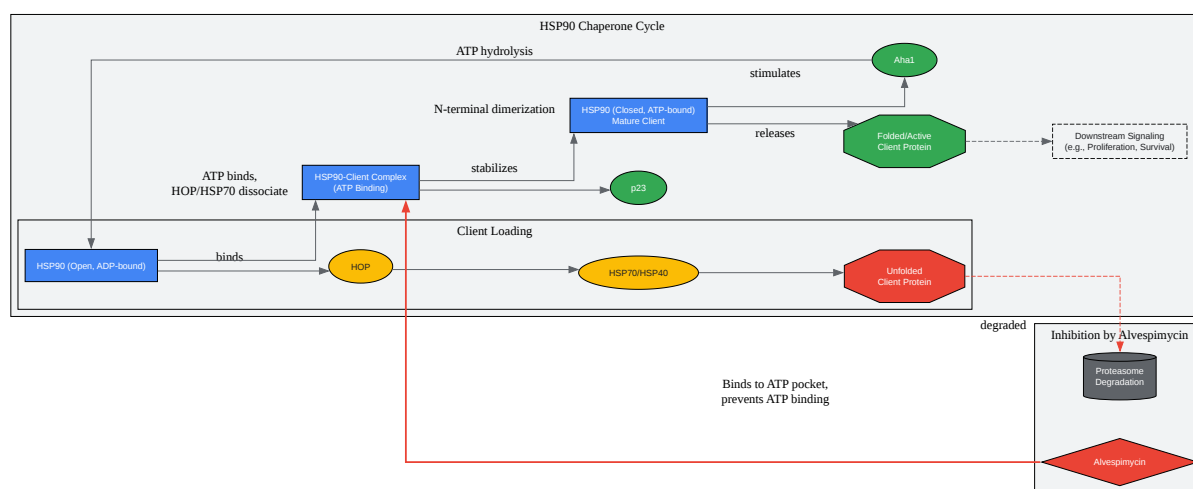 HSP90 Chaperone Cycle
ATP hydrolysis
Aha1
stimulates
N-terminal dimerization
HSP90 (Closed, ATP-bound)
Mature Client
releases
Folded/Active
Client Protein
Downstream Signaling
(e.g., Proliferation, Survival)
ATP binds,
HOP/HSP70 dissociate
HSP90-Client Complex
(ATP Binding)
stabilizes
p23
Client Loading
HSP90 (Open, ADP-bound)
binds
HOP
HSP70/HSP40
Unfolded
Client Protein
degraded
Inhibition by Alvespimycin
Proteasome
Degradation
Binds to ATP pocket,
prevents ATP binding
Alvespimycin